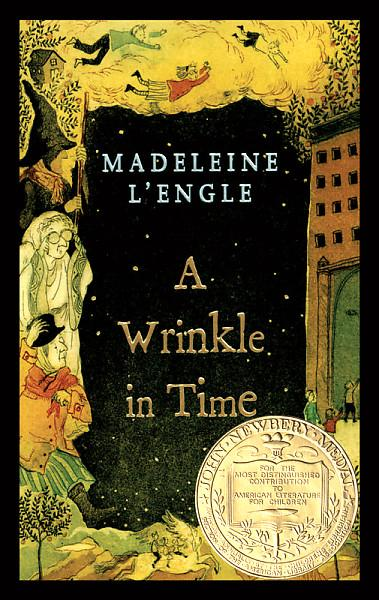 MADELEINE
L'ENGLE
A
Wrinkle
in Time
JOHN · NEWBERY · MEDAL
FOR THE
MOST DISTINGUISHED
CONTRIBUTION
TO
AMERICAN LITERATURE
FOR CHILDREN